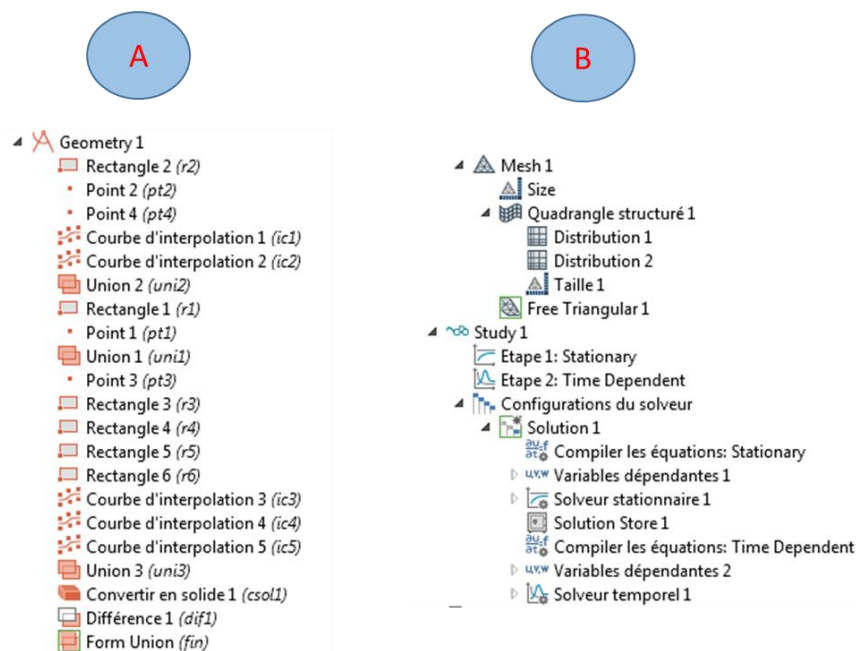 A
Geometry 1
Rectangle 2 (r2)
Point 2 (pt2)
Point 4 (pt4)
Courbe d'interpolation 1 (ic1)
Courbe d'interpolation 2 (ic2)
Union 2 (uni2)
Rectangle 1 (r1)
Point 1 (pt1)
Union 1 (uni1)
Point 3 (pt3)
Rectangle 3 (r3)
Rectangle 4 (r4)
Rectangle 5 (r5)
Rectangle 6 (r6)
Courbe d'interpolation 3 (ic3)
Courbe d'interpolation 4 (ic4)
Courbe d'interpolation 5 (ic5)
Union 3 (uni3)
Convertir en solide 1 (csol1)
Différence 1 (dif1)
Form Union (fin)
B
Mesh 1
Size
Quadrangle structuré 1
Distribution 1
Distribution 2
Taille 1
Free Triangular 1
Study 1
Etape 1: Stationary
Etape 2: Time Dependent
Configurations du solveur
Solution 1
Compiler les équations: Stationary
u,v,w Variables dépendantes 1
Solveur stationnaire 1
Solution Store 1
Compiler les équations: Time Dependent
u,v,w Variables dépendantes 2
Solveur temporel 1